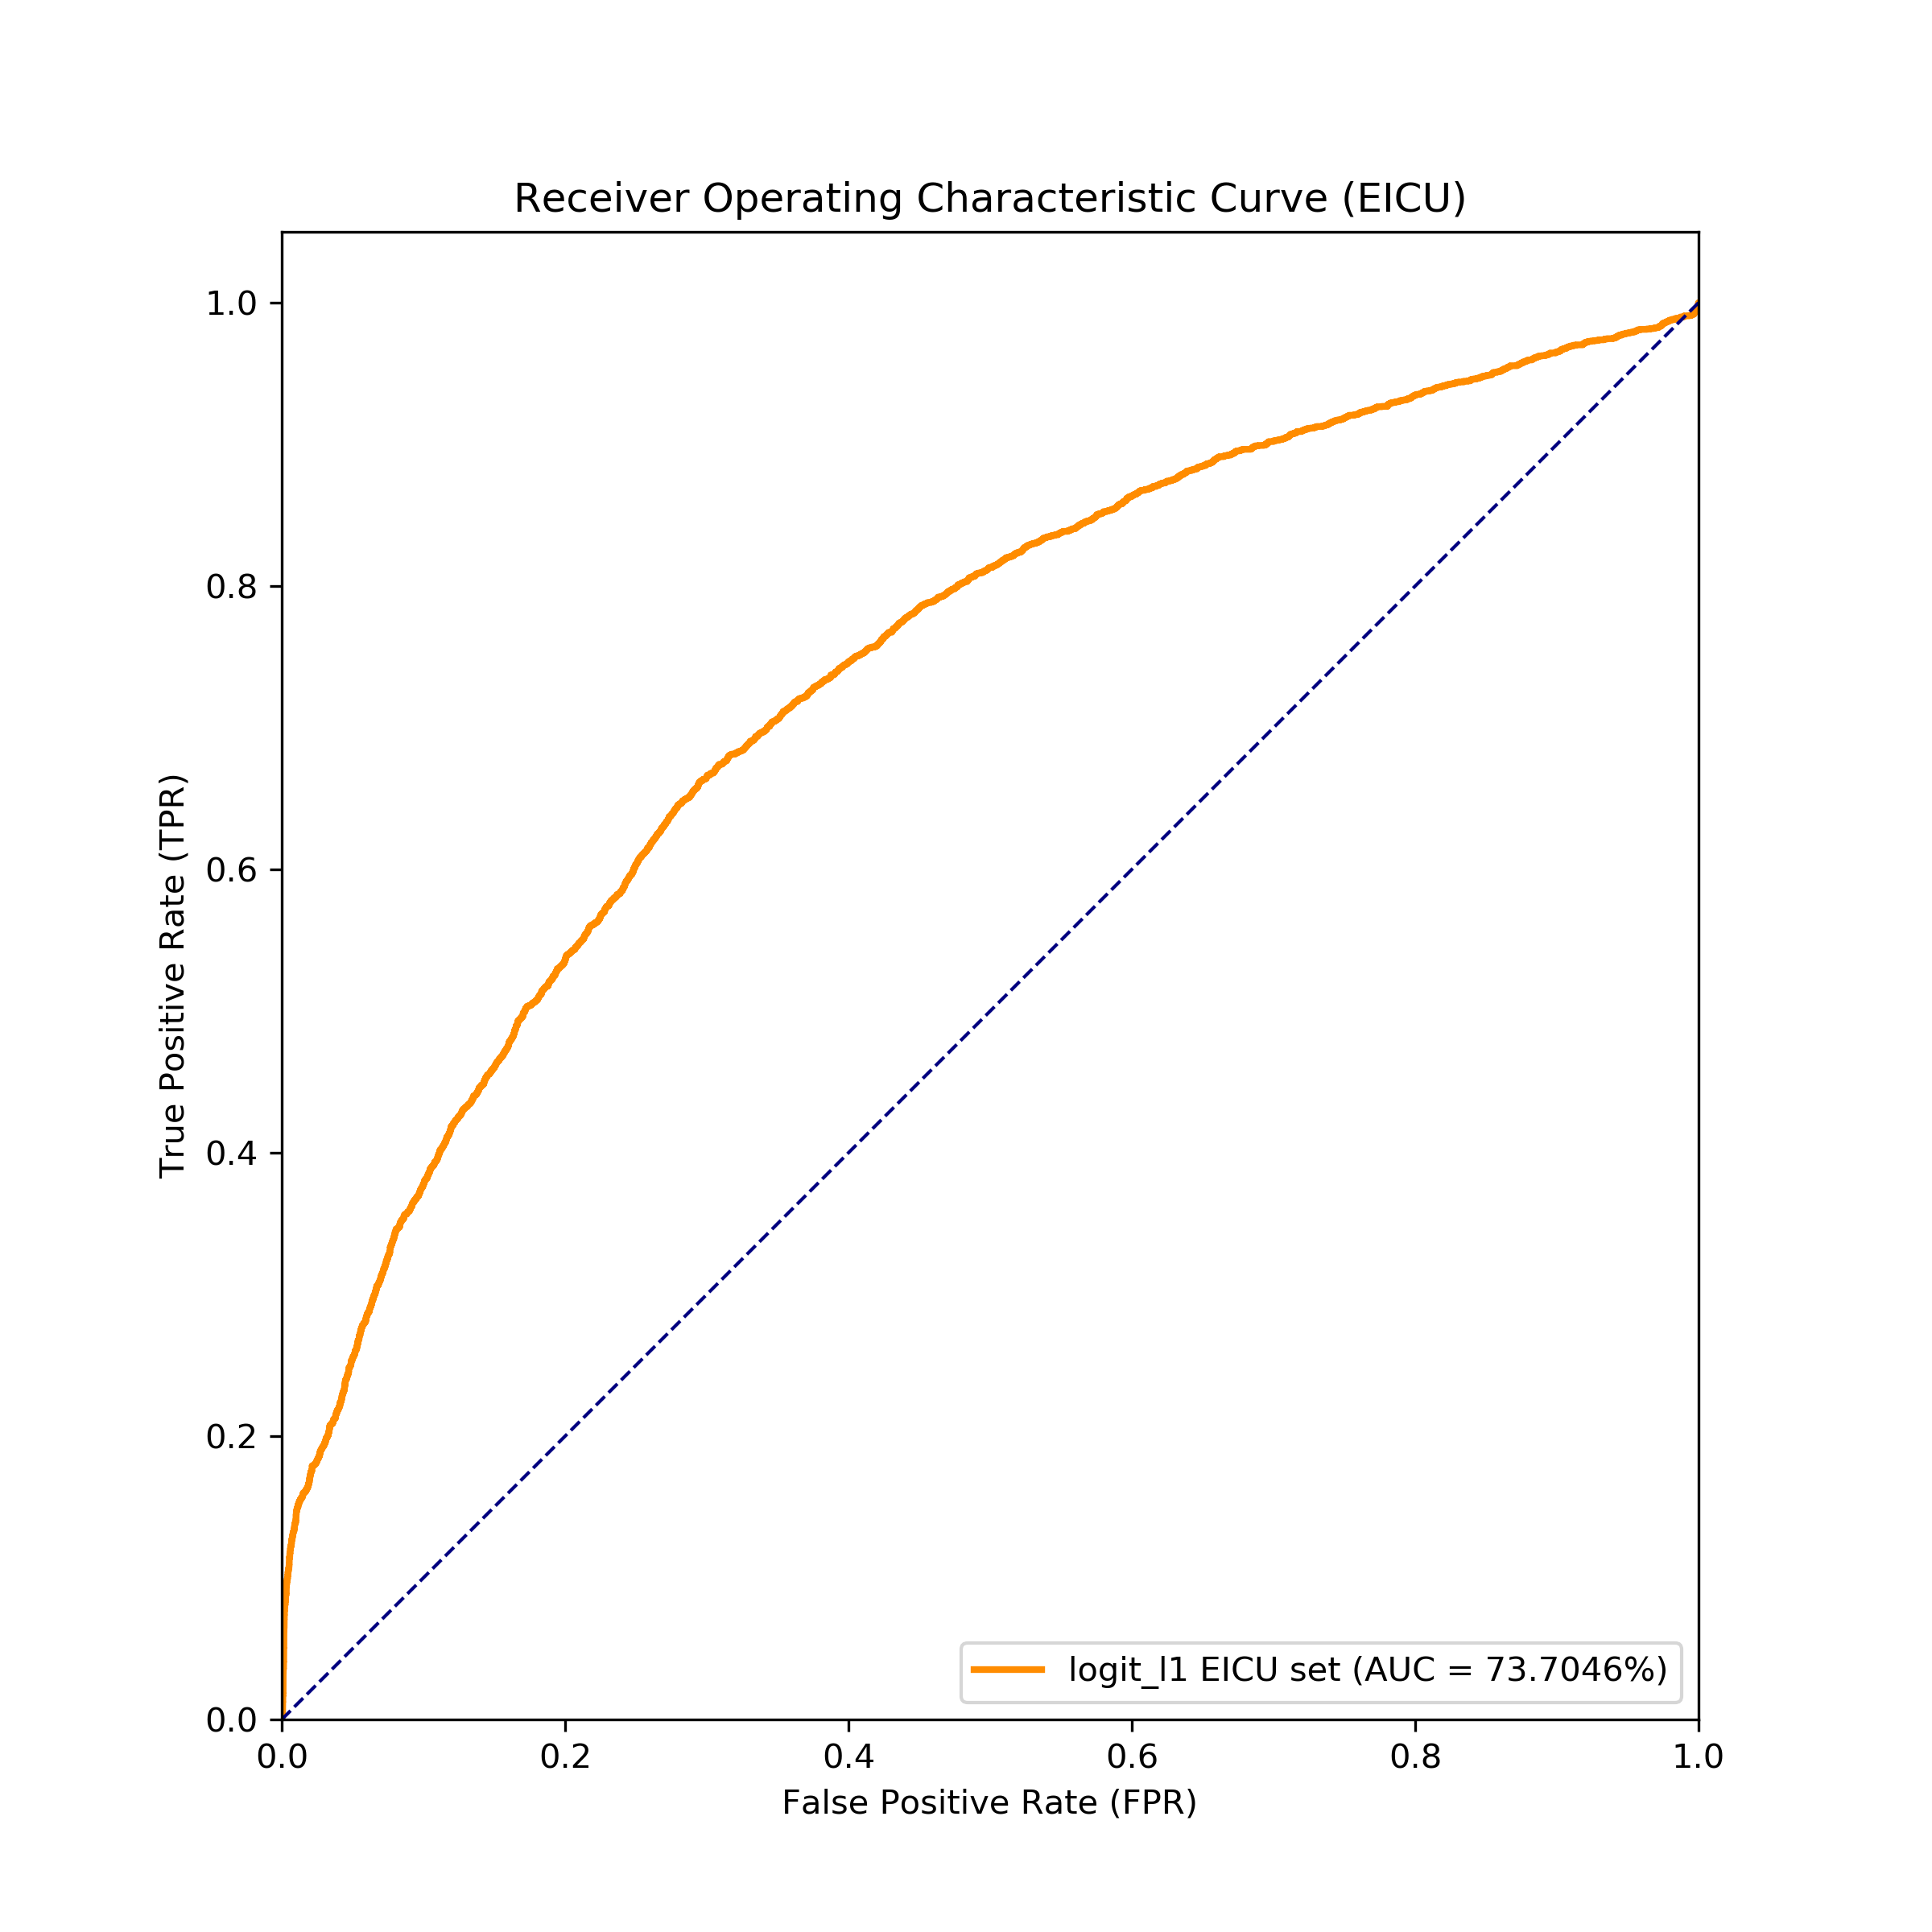 Receiver Operating Characteristic Curve (EICU)
True Positive Rate (TPR)
1.0
0.8
0.6
0.4
0.2
0.0
logit_l1 EICU set (AUC = 73.7046%)
0.0 0.2 0.4 0.6 0.8 1.0
False Positive Rate (FPR)